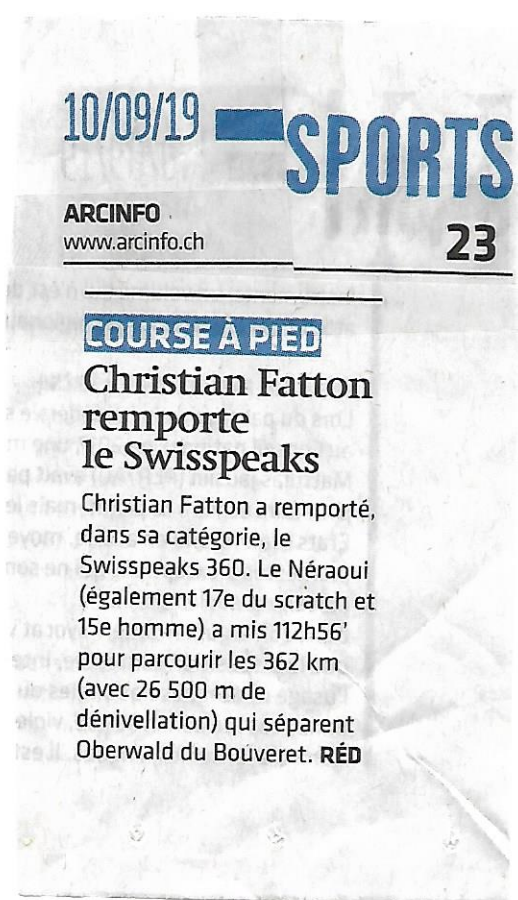 10/09/19 SPORTS
ARCINFO
www.arcinfo.ch
23
COURSE À PIED
Christian Fatton
remporte
le Swisspeaks
Christian Fatton a remporté,
dans sa catégorie, le
Swisspeaks 360. Le Néraoui
(également 17e du scratch et
15e homme) a mis 112h56'
pour parcourir les 362 km
(avec 26 500 m de
dénivellation) qui séparent
Oberwald du Bouveret. RÉD